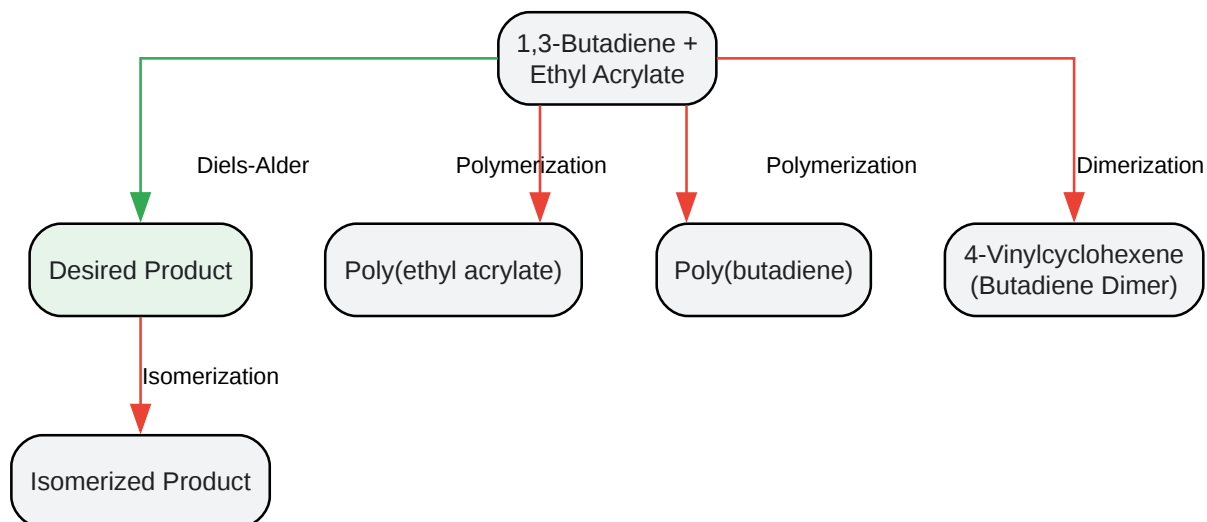 1,3-Butadiene +
Ethyl Acrylate
Diels-Alder
Polymerization
Polymerization
Dimerization
Desired Product
Poly(ethyl acrylate)
Poly(butadiene)
4-Vinylcyclohexene
(Butadiene Dimer)
Isomerization
Isomerized Product